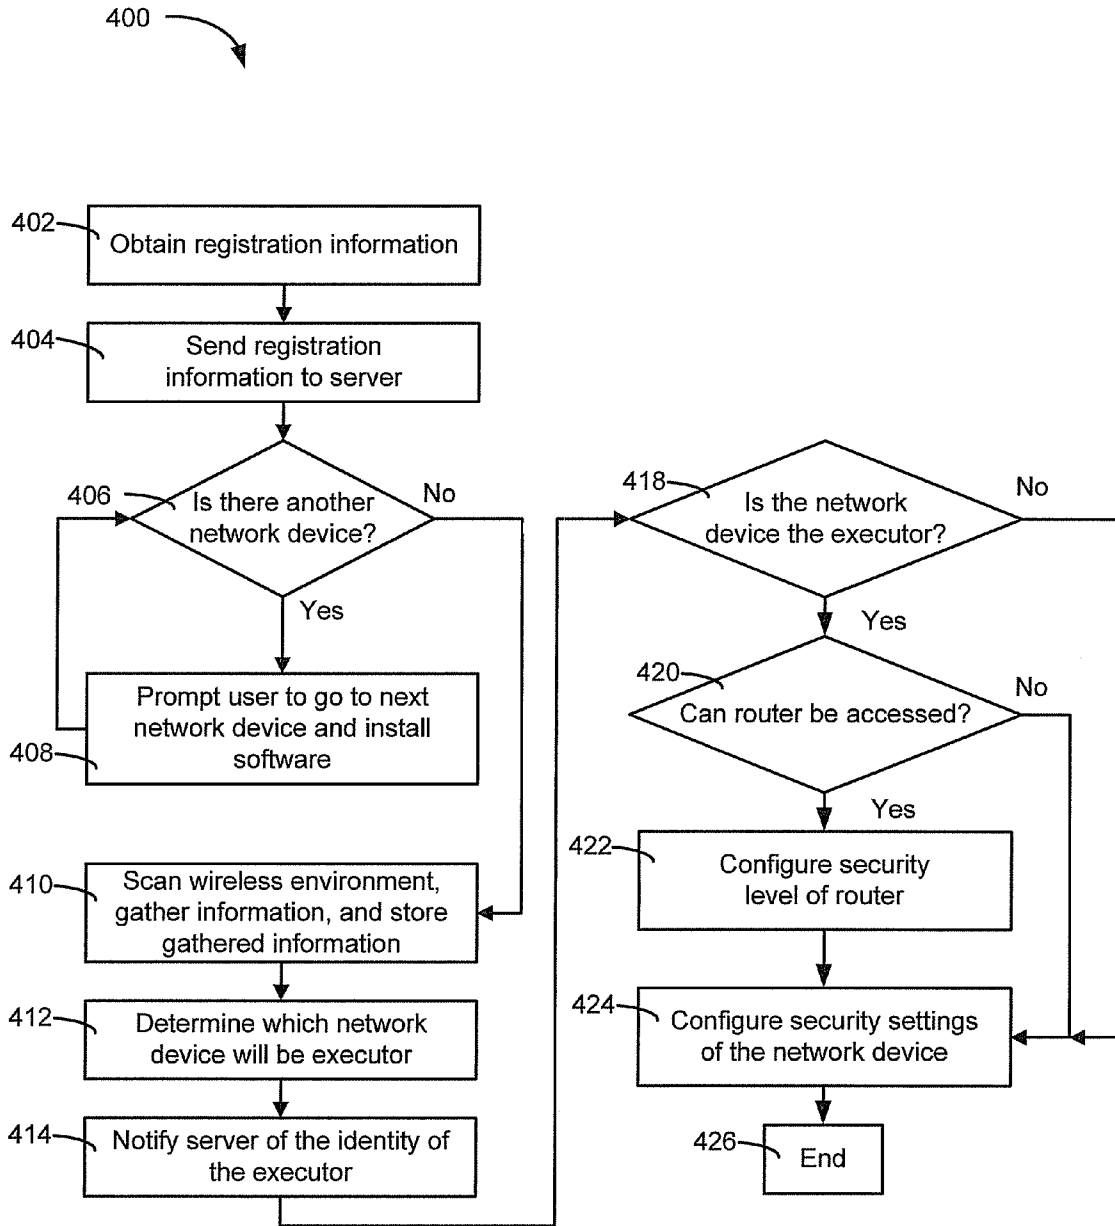 400
402
Obtain registration information
404
Send registration
information to server
406
Is there another
network device?
No
Yes
408
Prompt user to go to next
network device and install
software
410
Scan wireless environment,
gather information, and store
gathered information
412
Determine which network
device will be executor
414
Notify server of the identity of
the executor
418
Is the network
device the executor?
No
Yes
420
Can router be accessed?
No
Yes
422
Configure security
level of router
424
Configure security settings
of the network device
426
End